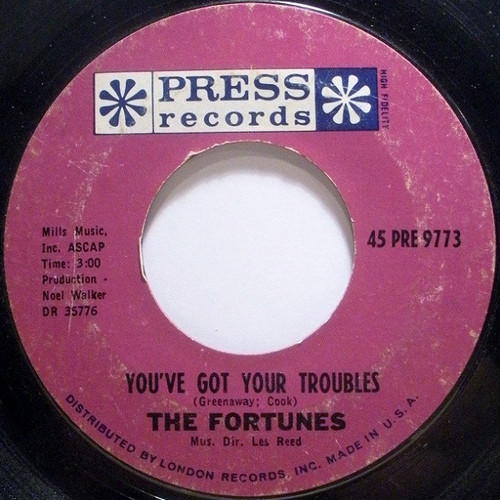 PRESS
records
HIGH FIDELITY
Mills Music,
Inc. ASCAP
Time: 3:00
Production -
Noel Walker
DR 35776
45 PRE 9773
YOU'VE GOT YOUR TROUBLES
(Greenaway; Cook)
THE FORTUNES
Mus. Dir. Les Reed
DISTRIBUTED BY LONDON RECORDS, INC. MADE IN U.S.A.